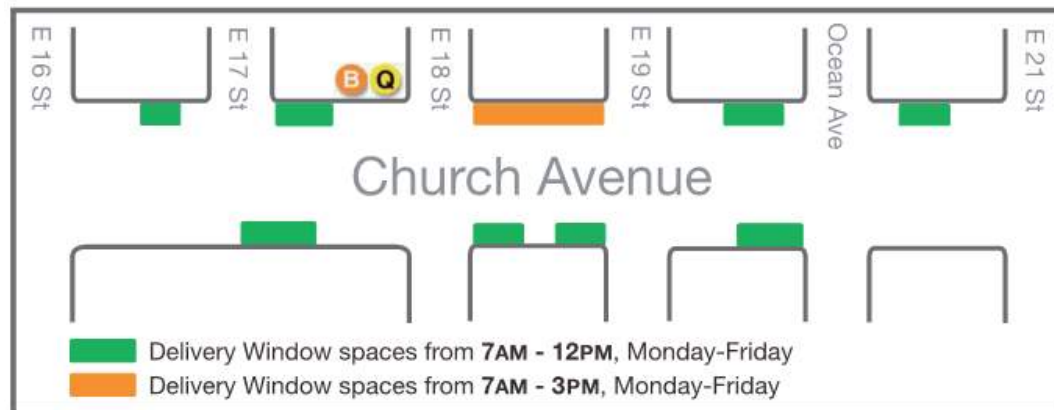 E 16 St
E 17 St
B Q
E 18 St
E 19 St
Ocean Ave
E 21 St
Church Avenue
Delivery Window spaces from 7AM - 12PM, Monday-Friday
Delivery Window spaces from 7AM - 3PM, Monday-Friday